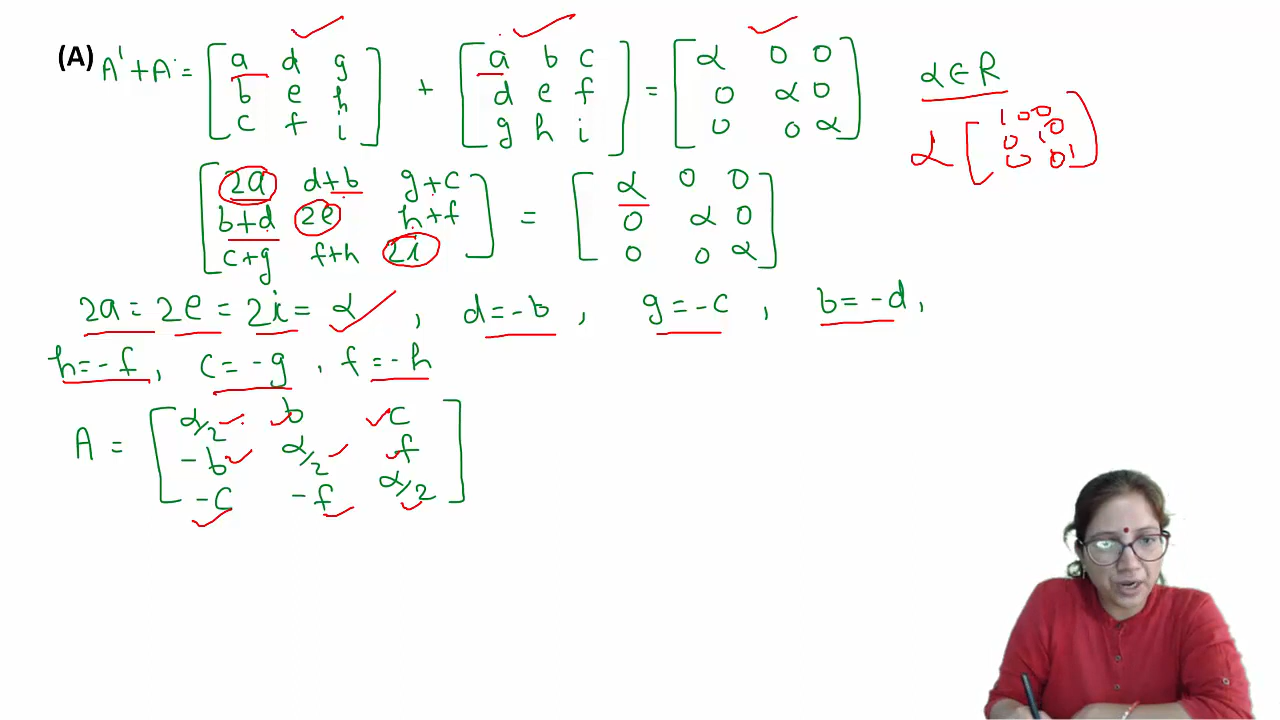 (A) A' + A = [a d g] + [a b c] = [α 0 0] α ∈ R
[b e h] [d e f] [0 α 0] α [1 0 0]
[c f i] [g h i] [0 0 α] [0 1 0]
[0 0 1]
[2a d+b g+c] = [α 0 0]
[b+d 2e h+f] [0 α 0]
[c+g f+h 2i] [0 0 α]
2a = 2e = 2i = α , d = -b , g = -c , b = -d ,
h = -f , c = -g , f = -h
A = [α/2 b c]
[-b α/2 f]
[-c -f α/2]